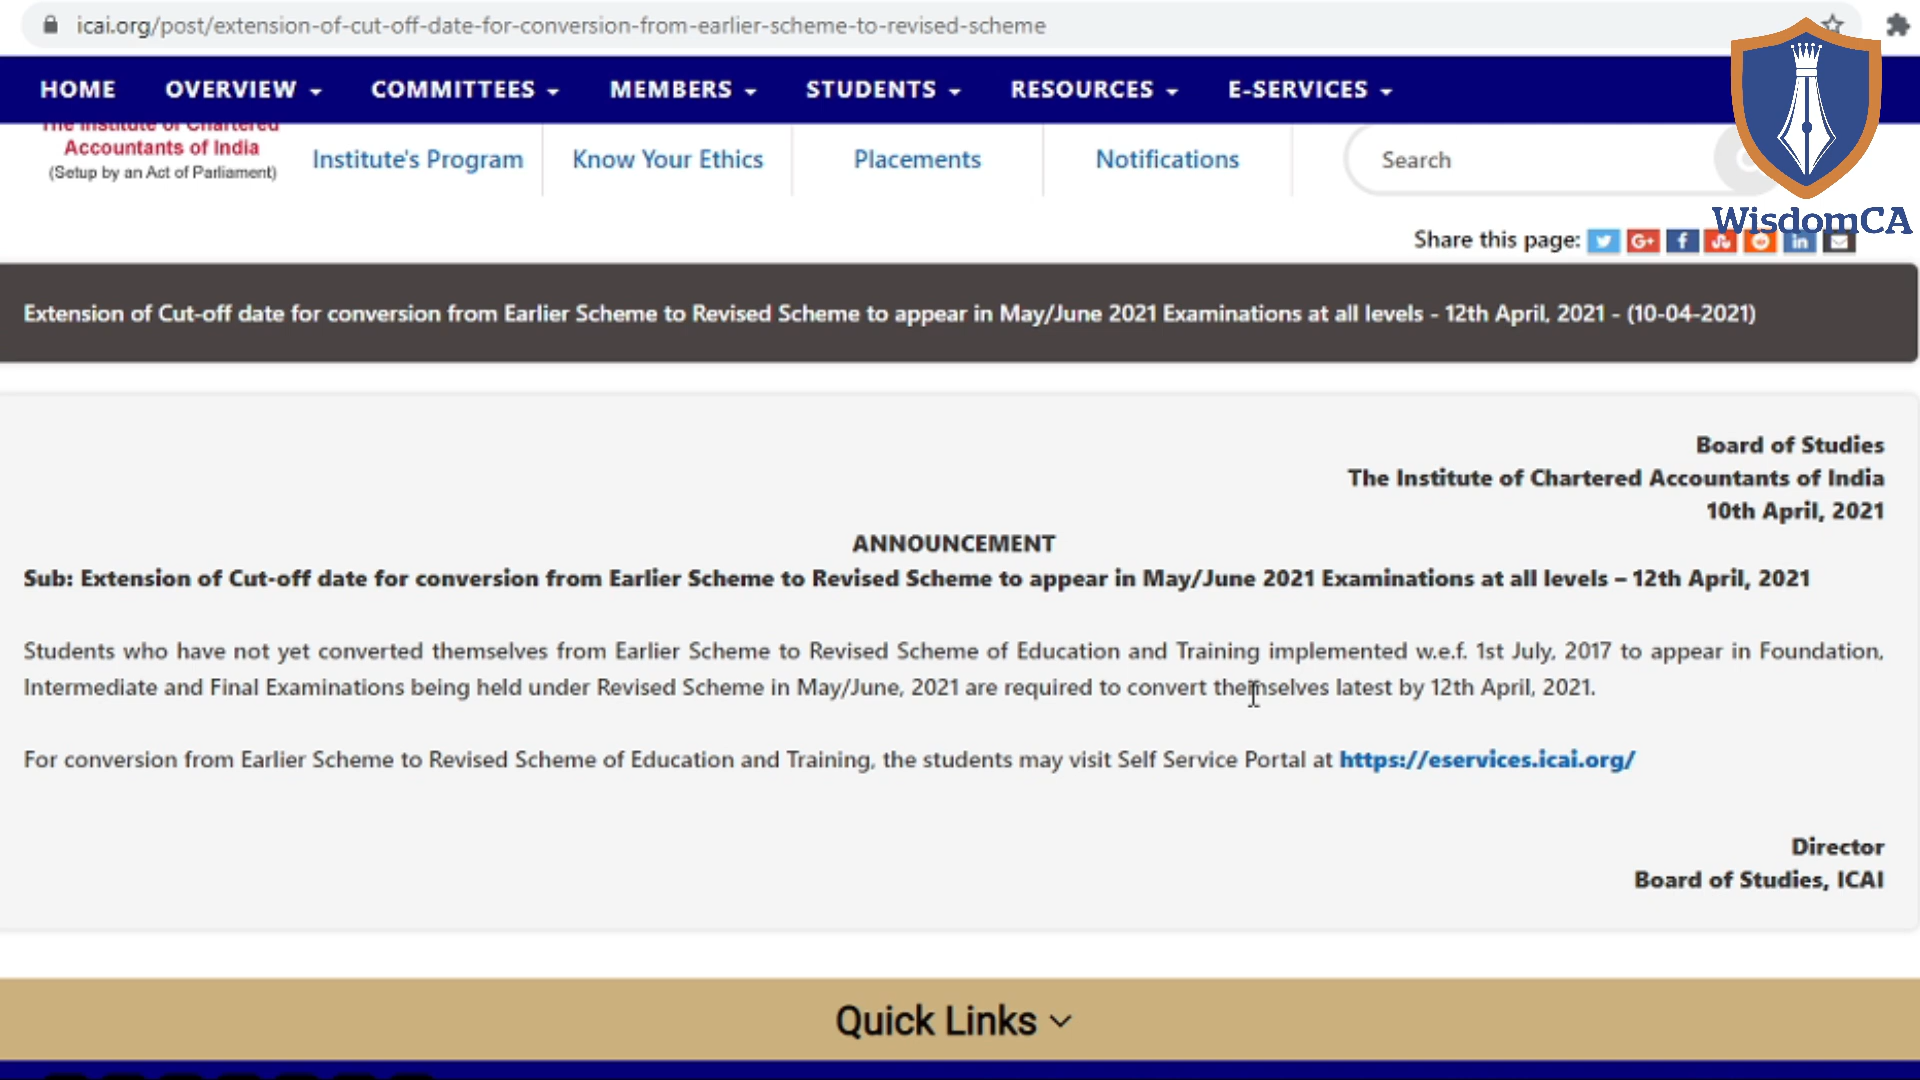 icai.org/post/extension-of-cut-off-date-for-conversion-from-earlier-scheme-to-revised-scheme
HOME OVERVIEW COMMITTEES MEMBERS STUDENTS RESOURCES E-SERVICES
The Institute of Chartered
Accountants of India
(Setup by an Act of Parliament)
Institute's Program Know Your Ethics Placements Notifications Search
WisdomCA
Share this page: G+ f in
Extension of Cut-off date for conversion from Earlier Scheme to Revised Scheme to appear in May/June 2021 Examinations at all levels - 12th April, 2021 - (10-04-2021)
Board of Studies
The Institute of Chartered Accountants of India
10th April, 2021
ANNOUNCEMENT
Sub: Extension of Cut-off date for conversion from Earlier Scheme to Revised Scheme to appear in May/June 2021 Examinations at all levels – 12th April, 2021
Students who have not yet converted themselves from Earlier Scheme to Revised Scheme of Education and Training implemented w.e.f. 1st July, 2017 to appear in Foundation,
Intermediate and Final Examinations being held under Revised Scheme in May/June, 2021 are required to convert themselves latest by 12th April, 2021.
For conversion from Earlier Scheme to Revised Scheme of Education and Training, the students may visit Self Service Portal at https://eservices.icai.org/
Director
Board of Studies, ICAI
Quick Links